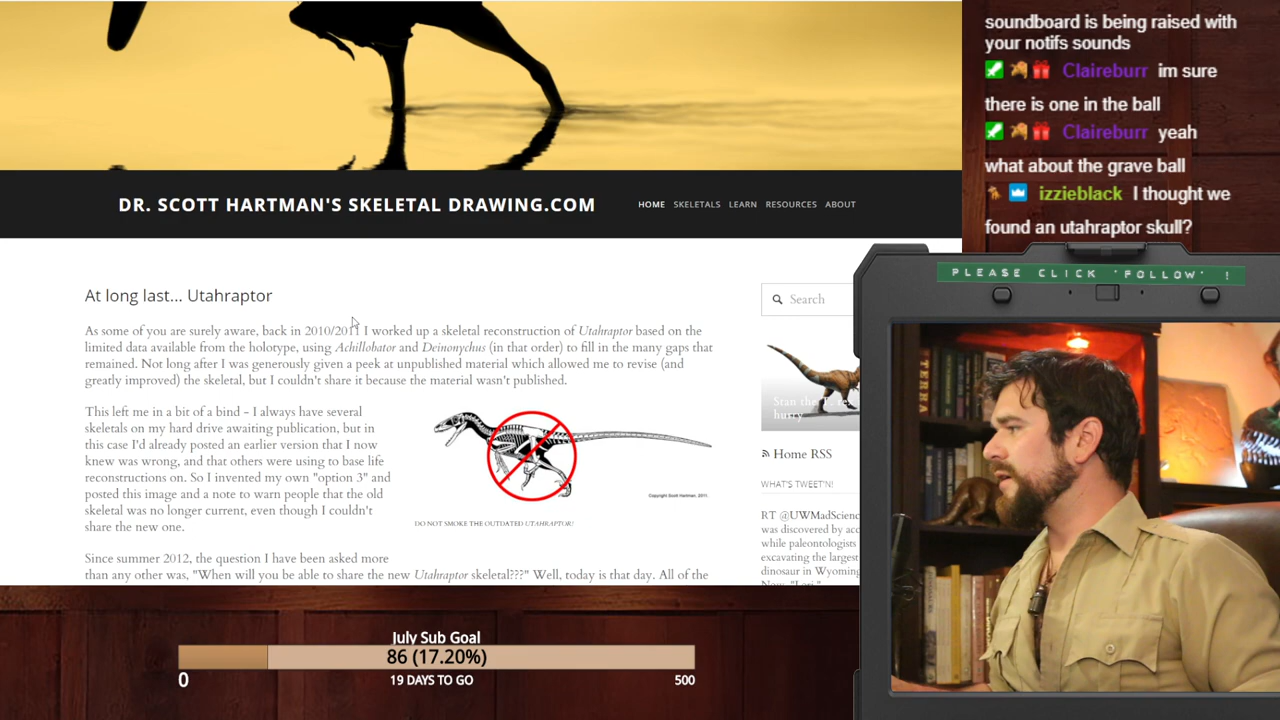 DR. SCOTT HARTMAN'S SKELETAL DRAWING.COM
HOME SKELETALS LEARN RESOURCES ABOUT
At long last... Utahraptor
As some of you are surely aware, back in 2010/2011 I worked up a skeletal reconstruction of Utahraptor based on the
limited data available from the holotype, using Achillobator and Deinonychus (in that order) to fill in the many gaps that
remained. Not long after I was generously given a peek at unpublished material which allowed me to revise (and
greatly improved) the skeletal, but I couldn't share it because the material wasn't published.
This left me in a bit of a bind - I always have several
skeletals on my hard drive awaiting publication, but in
this case I'd already posted an earlier version that I now
knew was wrong, and that others were using to base life
reconstructions on. So I invented my own "option 3" and
posted this image and a note to warn people that the old
skeletal was no longer current, even though I couldn't
share the new one.
Copyright Scott Hartman, 2011.
DO NOT SMOKE THE OUTDATED UTAHRAPTOR!
Since summer 2012, the question I have been asked more
than any other was, "When will you be able to share the new Utahraptor skeletal???" Well, today is that day. All of the
Search
Stan the T. re
husky
Home RSS
WHAT'S TWEET'N!
RT @UWMadScienc
was discovered by acc
while paleontologists
excavating the largest
dinosaur in Wyoming
Now, "Lori,"
soundboard is being raised with
your notifs sounds
Claireburr im sure
there is one in the ball
Claireburr yeah
what about the grave ball
izzieblack I thought we
found an utahraptor skull?
PLEASE CLICK 'FOLLOW' !
TERRA
July Sub Goal
86 (17.20%)
0
19 DAYS TO GO
500